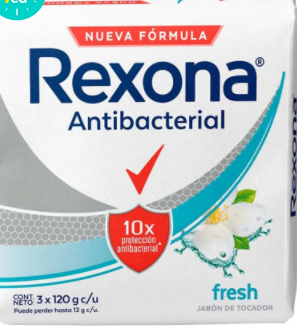 NUEVA FÓRMULA
Rexona®
Antibacterial
10x
protección
antibacterial*
fresh
JABÓN DE TOCADOR
CONT. NETO: 3 x 120 g c/u
Puede perder hasta 12 g c/u.